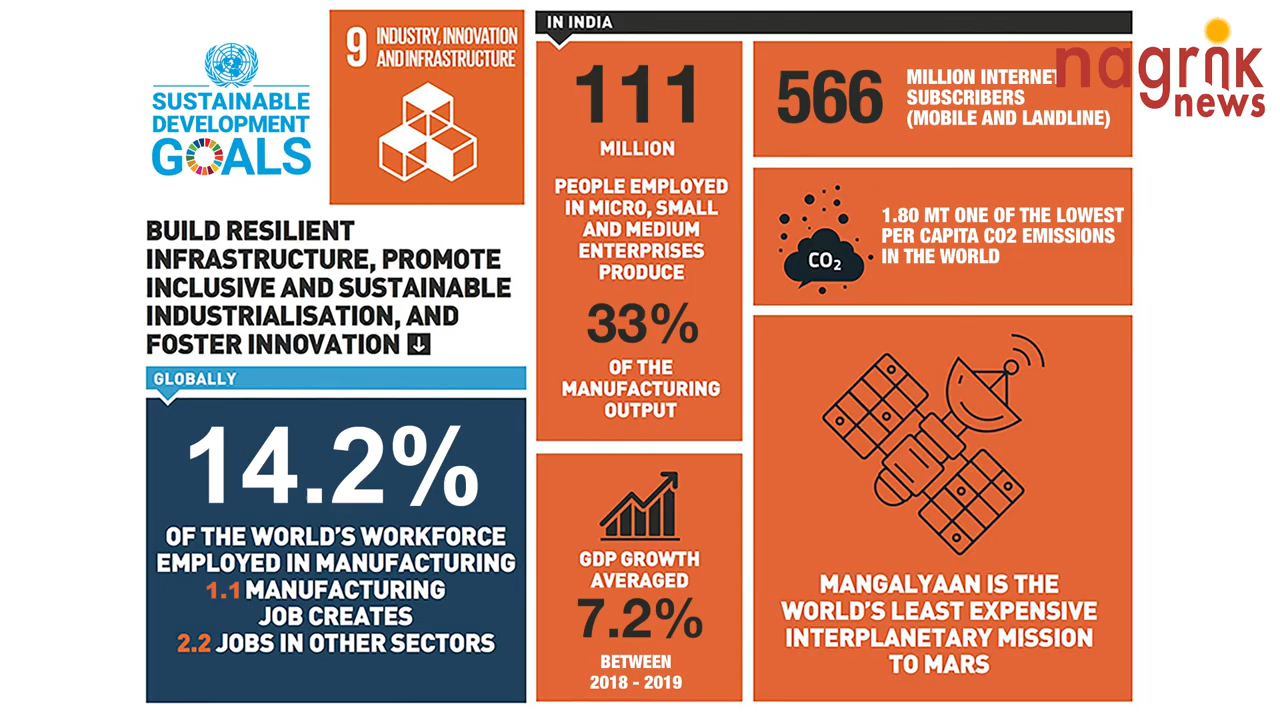 SUSTAINABLE
DEVELOPMENT
GOALS
9 INDUSTRY, INNOVATION
AND INFRASTRUCTURE
BUILD RESILIENT
INFRASTRUCTURE, PROMOTE
INCLUSIVE AND SUSTAINABLE
INDUSTRIALISATION, AND
FOSTER INNOVATION
GLOBALLY
14.2%
OF THE WORLD'S WORKFORCE
EMPLOYED IN MANUFACTURING
1.1 MANUFACTURING
JOB CREATES
2.2 JOBS IN OTHER SECTORS
IN INDIA
111
MILLION
PEOPLE EMPLOYED
IN MICRO, SMALL
AND MEDIUM
ENTERPRISES
PRODUCE
33%
OF THE
MANUFACTURING
OUTPUT
GDP GROWTH
AVERAGED
7.2%
BETWEEN
2018 - 2019
566
MILLION INTERNET
SUBSCRIBERS
(MOBILE AND LANDLINE)
CO2
1.80 MT ONE OF THE LOWEST
PER CAPITA CO2 EMISSIONS
IN THE WORLD
MANGALYAAN IS THE
WORLD'S LEAST EXPENSIVE
INTERPLANETARY MISSION
TO MARS
nagrik
news